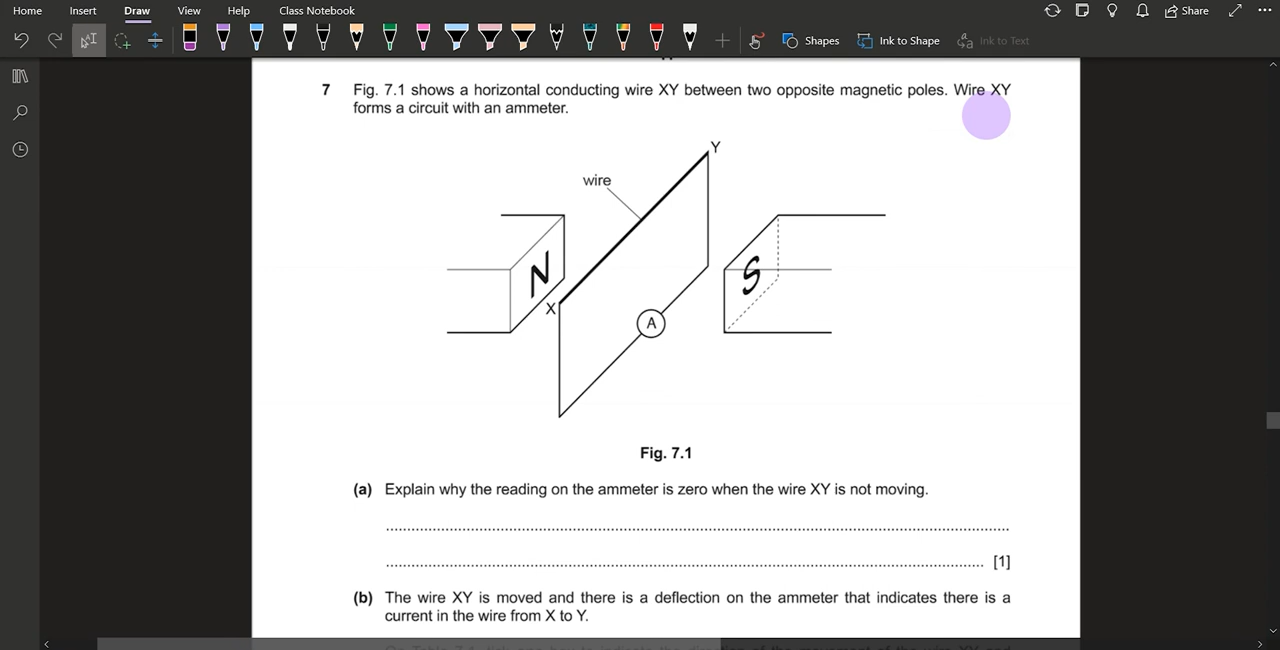 Home Insert Draw View Help Class Notebook Share
Shapes Ink to Shape Ink to Text
7 Fig. 7.1 shows a horizontal conducting wire XY between two opposite magnetic poles. Wire XY
forms a circuit with an ammeter.
Y
wire
N
S
X
A
Fig. 7.1
(a) Explain why the reading on the ammeter is zero when the wire XY is not moving.
[1]
(b) The wire XY is moved and there is a deflection on the ammeter that indicates there is a
current in the wire from X to Y.